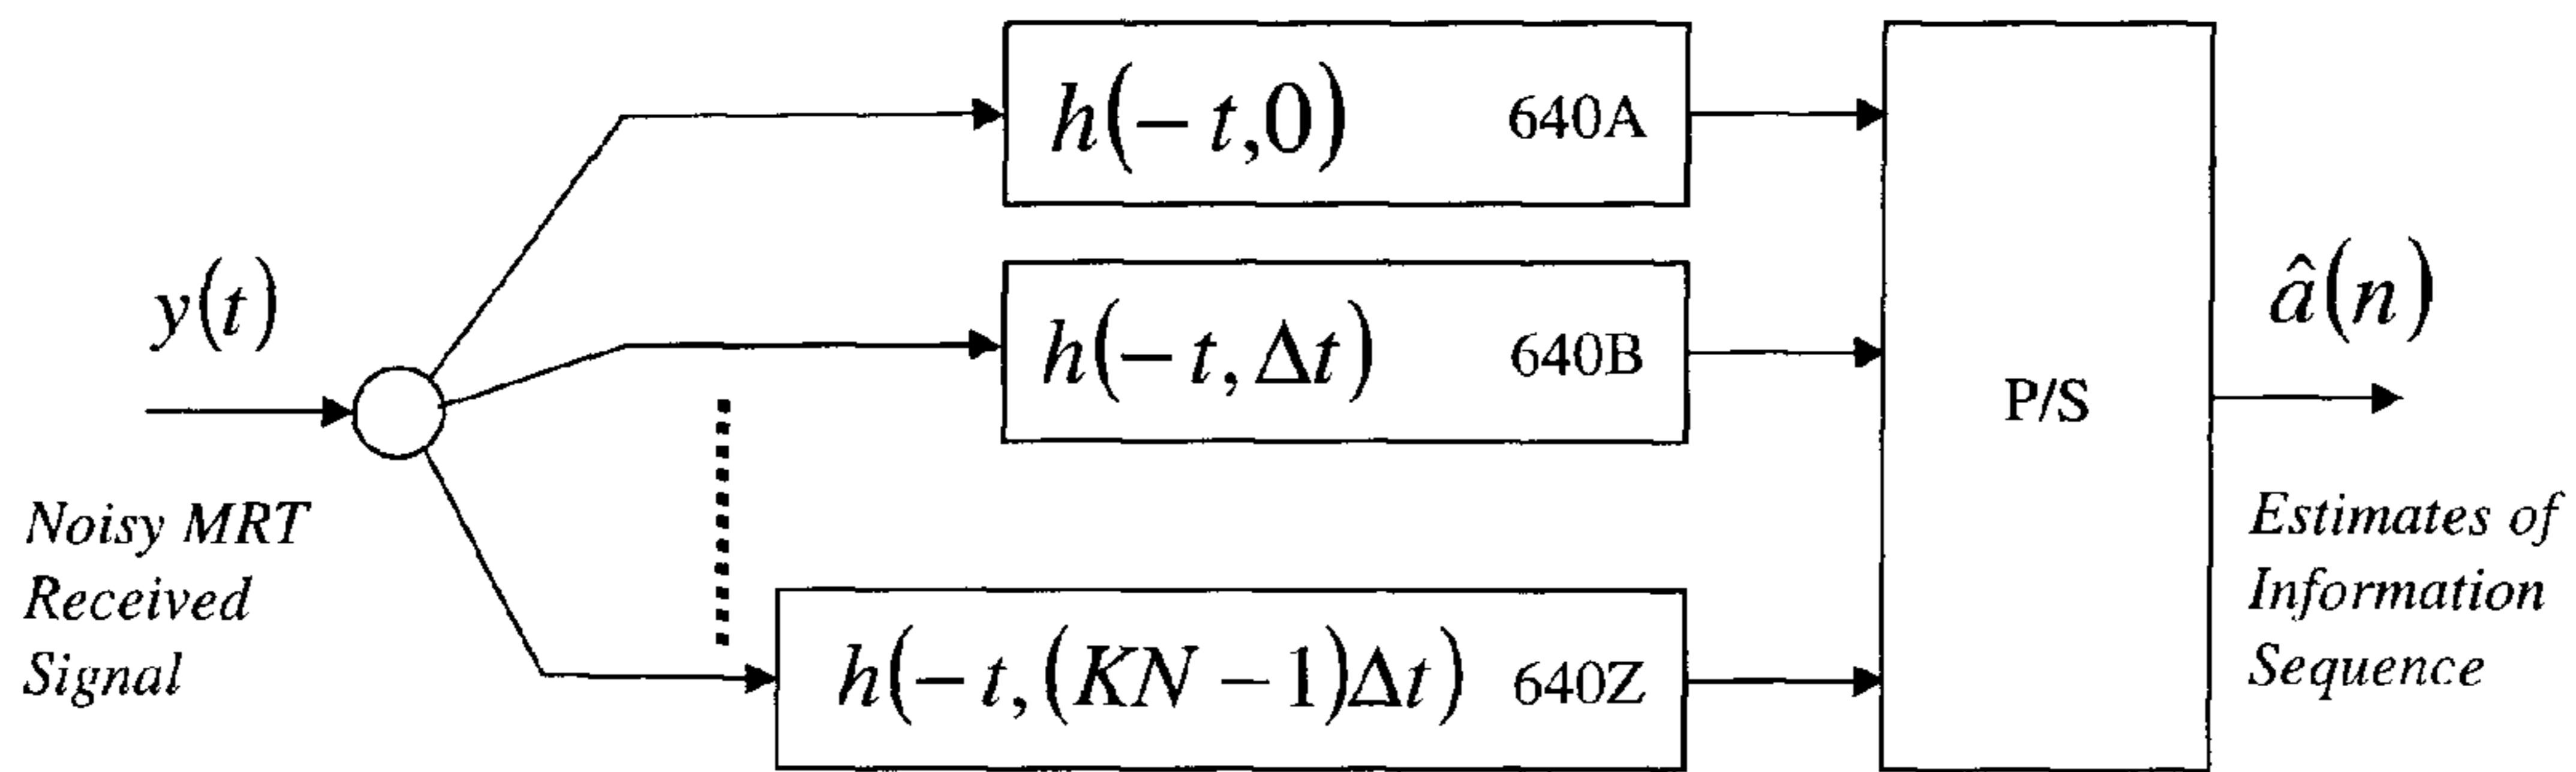 h(−t,0) 640A
y(t)
h(−t,Δt) 640B
P/S
â(n)
Noisy MRT
Received
Signal
h(−t,(KN−1)Δt) 640Z
Estimates of
Information
Sequence